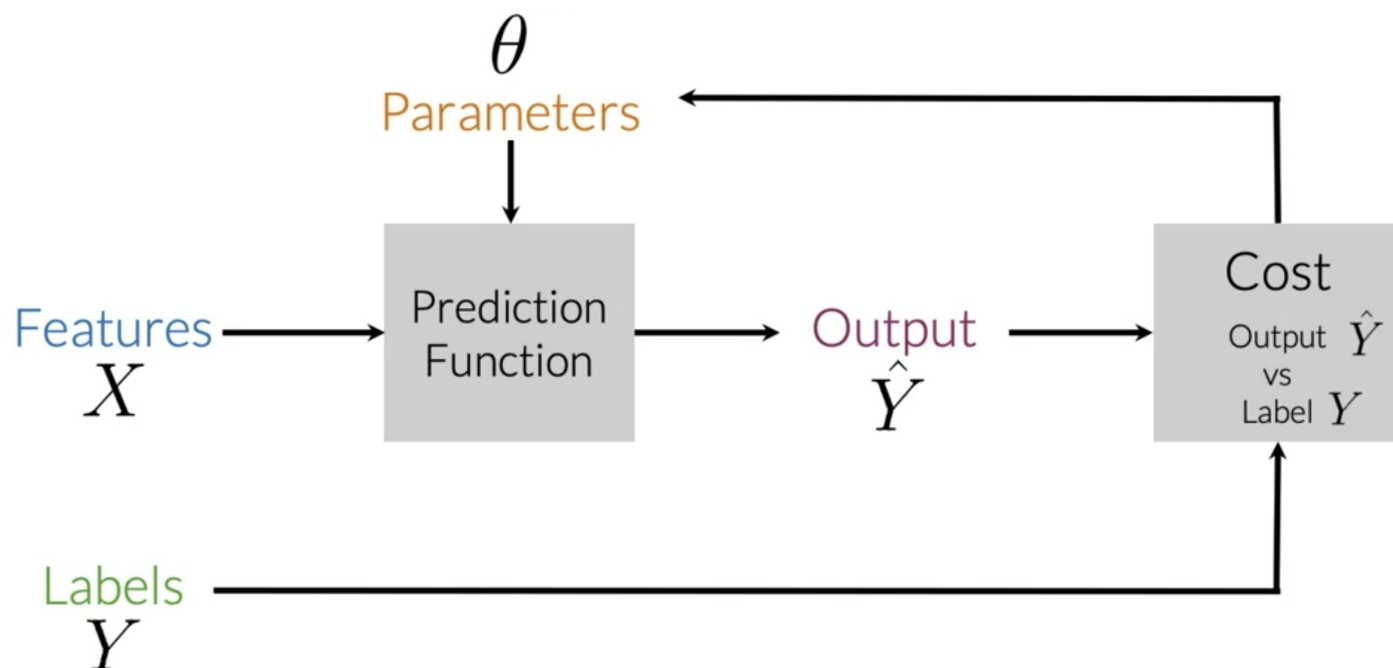 θ
Parameters
Features
X
Prediction
Function
Output
Ŷ
Cost
Output Ŷ
vs
Label Y
Labels
Y